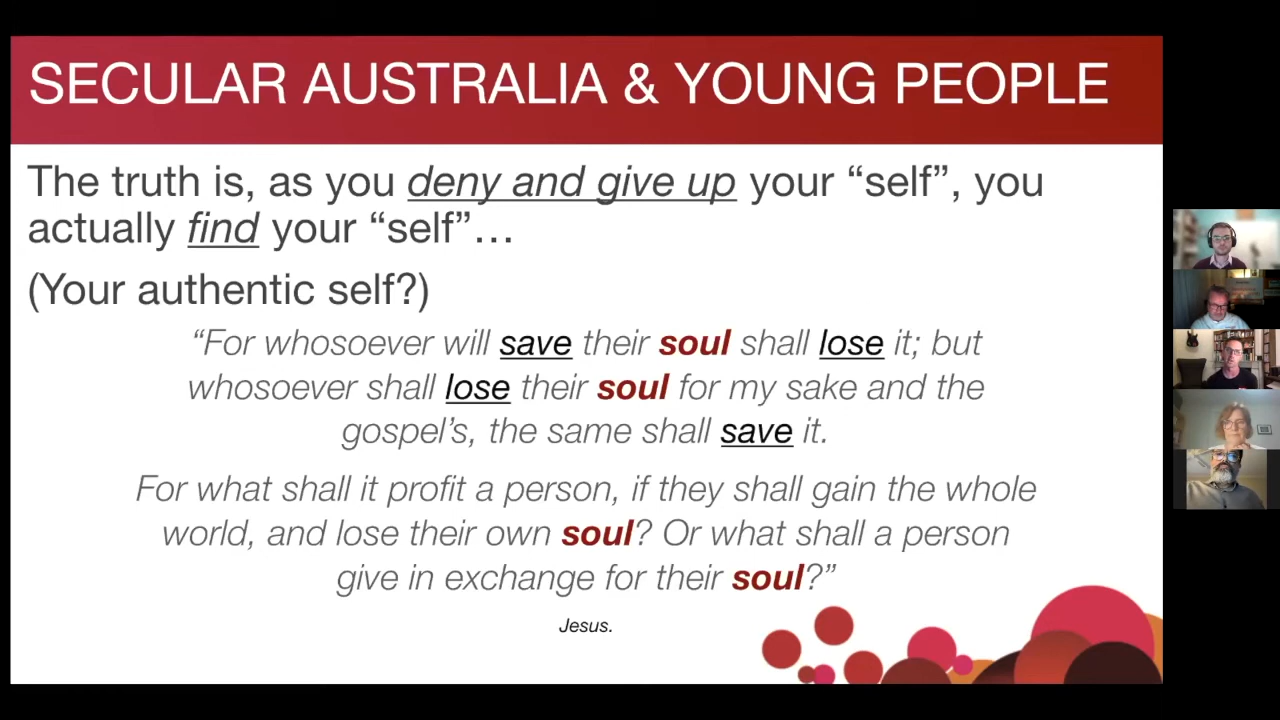 SECULAR AUSTRALIA & YOUNG PEOPLE
The truth is, as you deny and give up your “self”, you
actually find your “self”…
(Your authentic self?)
“For whosoever will save their soul shall lose it; but
whosoever shall lose their soul for my sake and the
gospel’s, the same shall save it.
For what shall it profit a person, if they shall gain the whole
world, and lose their own soul? Or what shall a person
give in exchange for their soul?”
Jesus.